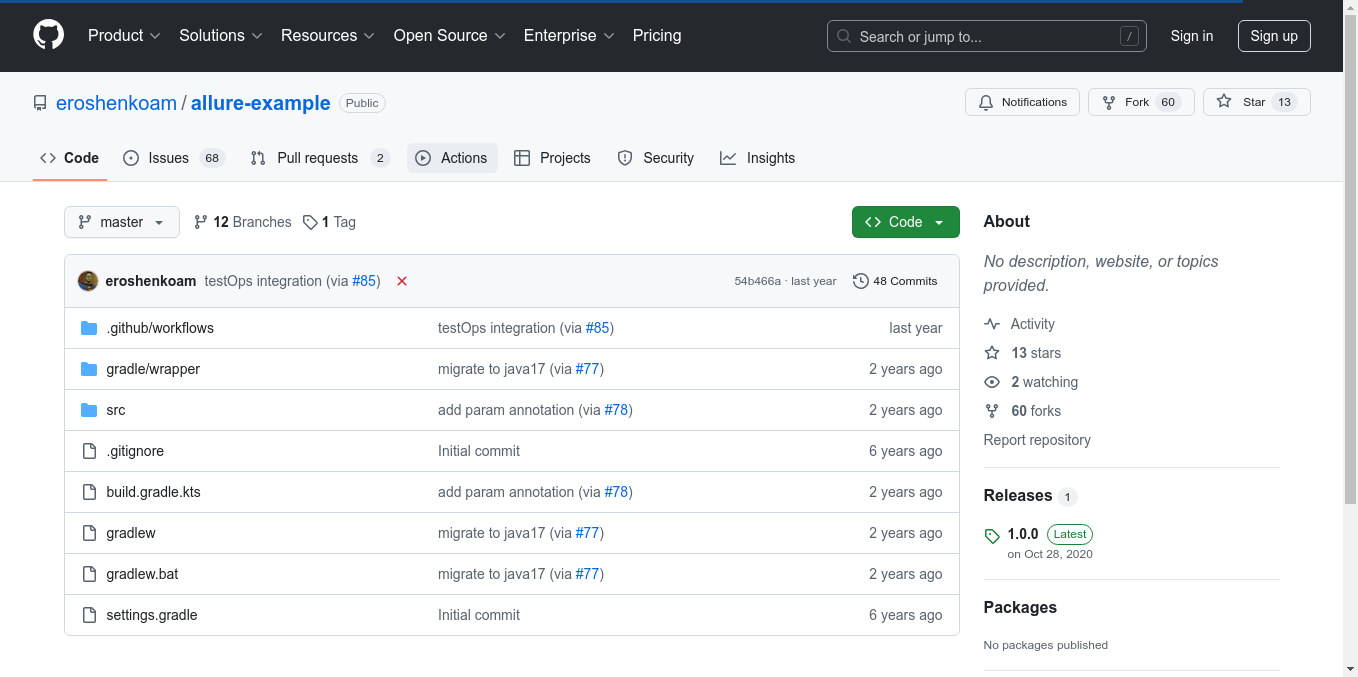 Product Solutions Resources Open Source Enterprise Pricing Search or jump to... / Sign in Sign up
eroshenkoam / allure-example Public Notifications Fork 60 Star 13
Code Issues 68 Pull requests 2 Actions Projects Security Insights
master 12 Branches 1 Tag Code
eroshenkoam testOps integration (via #85) 54b466a · last year 48 Commits
.github/workflows testOps integration (via #85) last year
gradle/wrapper migrate to java17 (via #77) 2 years ago
src add param annotation (via #78) 2 years ago
.gitignore Initial commit 6 years ago
build.gradle.kts add param annotation (via #78) 2 years ago
gradlew migrate to java17 (via #77) 2 years ago
gradlew.bat migrate to java17 (via #77) 2 years ago
settings.gradle Initial commit 6 years ago
About
No description, website, or topics
provided.
Activity
13 stars
2 watching
60 forks
Report repository
Releases 1
1.0.0 Latest
on Oct 28, 2020
Packages
No packages published